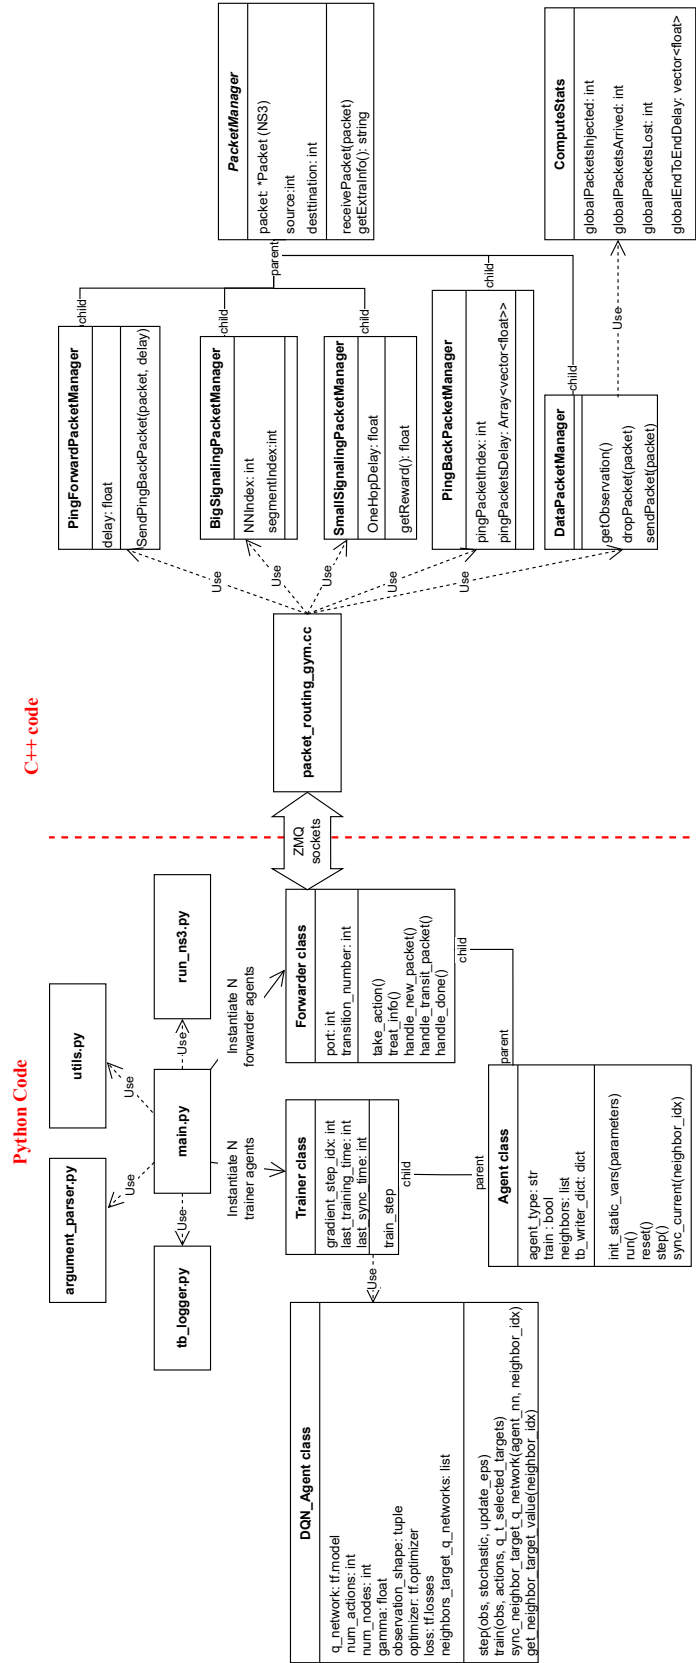 Python Code
C++ code
argument_parser.py
utils.py
Use
Use
tb_logger.py
Use
main.py
Use
run_ns3.py
Instantiate N
trainer agents
Instantiate N
forwarder agents
DQN_Agent class
q_network: tf.model
num_actions: int
num_nodes: int
gamma: float
observation_shape: tuple
optimizer: tf.optimizer
loss: tf.losses
neighbors_target_q_networks: list
step(obs, stochastic, update_eps)
train(obs, actions, q_t_selected_targets)
sync_neighbor_target_q_network(agent_nn, neighbor_idx)
get_neighbor_target_value(neighbor_idx)
Use
Trainer class
gradient_step_idx: int
last_training_time: int
last_sync_time: int
train_step
child
parent
Forwarder class
port: int
transition_number: int
take_action()
treat_info()
handle_new_packet()
handle_transit_packet()
handle_done()
child
parent
Agent class
agent_type: str
train : bool
neighbors: list
tb_writer_dict: dict
init_static_vars(parameters)
run()
reset()
step()
sync_current(neighbor_idx)
ZMQ
sockets
packet_routing_gym.cc
Use
Use
Use
Use
Use
PingForwardPacketManager
delay: float
SendPingBackPacket(packet, delay)
child
BigSignalingPacketManager
NNIndex: int
segmentIndex:int
child
SmallSignalingPacketManager
OneHopDelay: float
getReward(): float
child
PingBackPacketManager
pingPacketIndex: int
pingPacketsDelay: Array<vector<float>>
child
DataPacketManager
getObservation()
dropPacket(packet)
sendPacket(packet)
child
Use
parent
PacketManager
packet: *Packet (NS3)
source:int
desttination: int
receivePacket(packet)
getExtraInfo(): string
ComputeStats
globalPacketsInjected: int
globalPacketsArrived: int
globalPacketsLost: int
globalEndToEndDelay: vector<float>